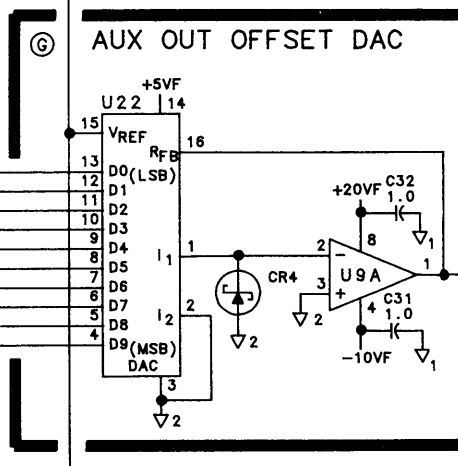 G AUX OUT OFFSET DAC
+5VF
U22 14
15 VREF
RFB 16
13 D0 (LSB)
12 D1
11 D2
10 D3
9 D4
8 D5
7 D6
6 D7
5 D8
4 D9 (MSB)
DAC
I1 1
I2 2
3
2
CR4
2
+20VF
C32
1.0
1
8
2 -
3 +
U9A
1
2
4
C31
1.0
-10VF
1